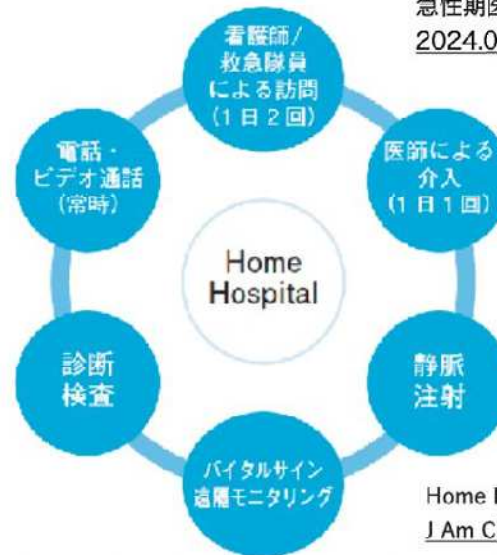 急性期医
2024.0
看護師/
救急隊員
による訪問
(1日2回)
電話・
ビデオ通話
(常時)
医師による
介入
(1日1回)
Home
Hospital
診断
検査
静脈
注射
バイタルサイン
遠隔モニタリング
Home
J Am C